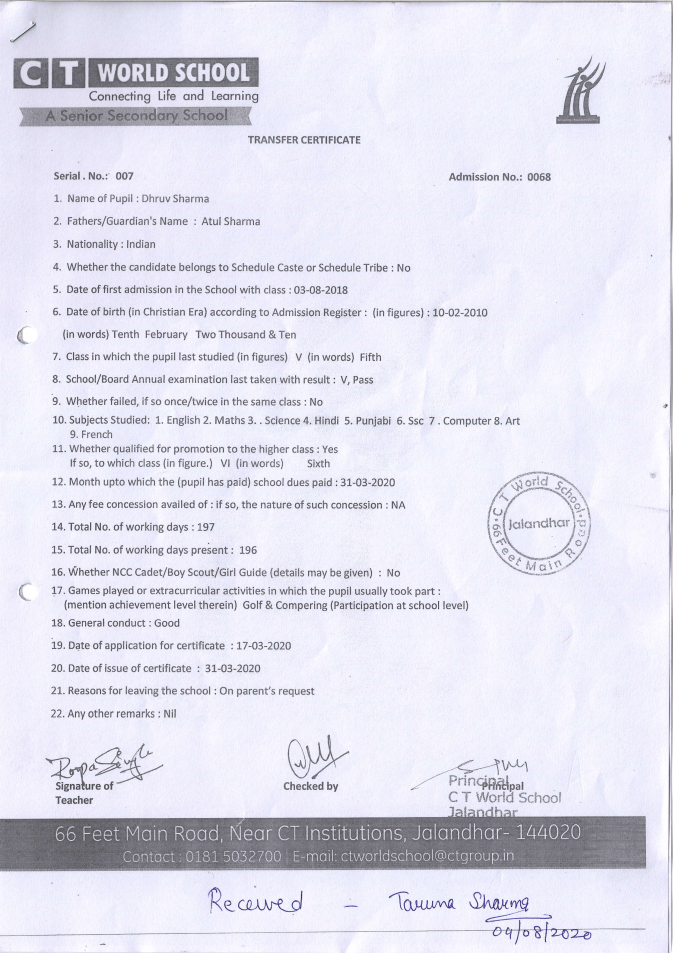 CT WORLD SCHOOL
Connecting Life and Learning
A Senior Secondary School
TRANSFER CERTIFICATE
Serial . No.: 007 Admission No.: 0068
1. Name of Pupil : Dhruv Sharma
2. Fathers/Guardian's Name : Atul Sharma
3. Nationality : Indian
4. Whether the candidate belongs to Schedule Caste or Schedule Tribe : No
5. Date of first admission in the School with class : 03-08-2018
6. Date of birth (in Christian Era) according to Admission Register : (in figures) : 10-02-2010
(in words) Tenth February Two Thousand & Ten
7. Class in which the pupil last studied (in figures) V (in words) Fifth
8. School/Board Annual examination last taken with result : V, Pass
9. Whether failed, if so once/twice in the same class : No
10. Subjects Studied: 1. English 2. Maths 3. . Science 4. Hindi 5. Punjabi 6. Ssc 7 . Computer 8. Art
9. French
11. Whether qualified for promotion to the higher class : Yes
If so, to which class (in figure.) VI (in words) Sixth
12. Month upto which the (pupil has paid) school dues paid : 31-03-2020
13. Any fee concession availed of : if so, the nature of such concession : NA
14. Total No. of working days : 197
15. Total No. of working days present : 196
16. Whether NCC Cadet/Boy Scout/Girl Guide (details may be given) : No
17. Games played or extracurricular activities in which the pupil usually took part :
(mention achievement level therein) Golf & Compering (Participation at school level)
18. General conduct : Good
19. Date of application for certificate : 17-03-2020
20. Date of issue of certificate : 31-03-2020
21. Reasons for leaving the school : On parent's request
22. Any other remarks : Nil
C T World School
Jalandhar
66 Feet Main Road
Roopa Single
Signature of
Teacher
Checked by
Principal
Principal
C T World School
Jalandhar
66 Feet Main Road, Near CT Institutions, Jalandhar- 144020
Contact : 0181 5032700 | E-mail: ctworldschool@ctgroup.in
Received – Taruna Sharma
04/08/2020